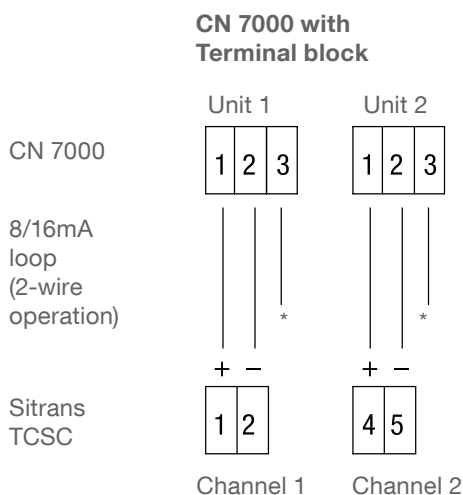 CN 7000 with
Terminal block
Unit 1 Unit 2
CN 7000 1 2 3 1 2 3
8/16mA
loop
(2-wire
operation) * *
+ − + −
Sitrans
TCSC 1 2 4 5
Channel 1 Channel 2